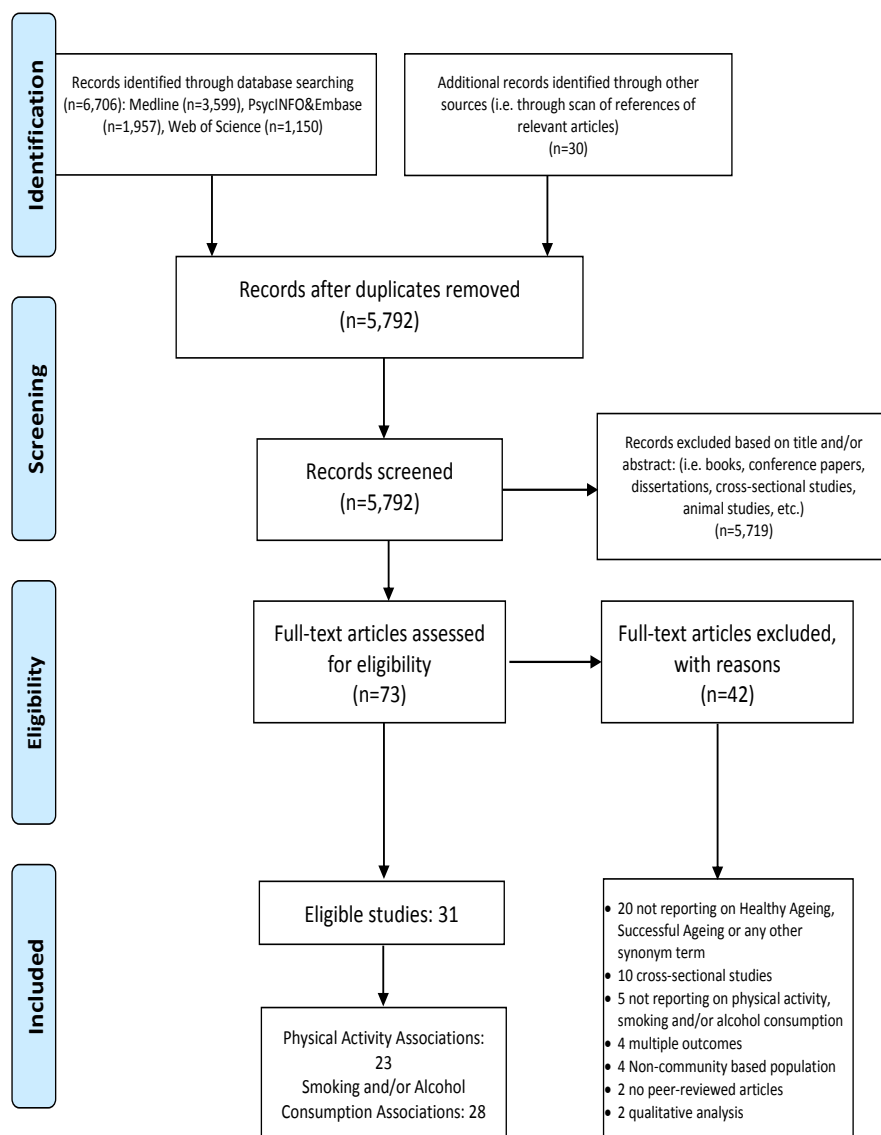 Identification
Records identified through database searching
(n=6,706): Medline (n=3,599), PsycINFO&Embase
(n=1,957), Web of Science (n=1,150)
Additional records identified through other
sources (i.e. through scan of references of
relevant articles)
(n=30)
Records after duplicates removed
(n=5,792)
Screening
Records screened
(n=5,792)
Records excluded based on title and/or
abstract: (i.e. books, conference papers,
dissertations, cross-sectional studies,
animal studies, etc.)
(n=5,719)
Eligibility
Full-text articles assessed
for eligibility
(n=73)
Full-text articles excluded,
with reasons
(n=42)
Included
Eligible studies: 31
Physical Activity Associations:
23
Smoking and/or Alcohol
Consumption Associations: 28
• 20 not reporting on Healthy Ageing,
Successful Ageing or any other
synonym term
• 10 cross-sectional studies
• 5 not reporting on physical activity,
smoking and/or alcohol consumption
• 4 multiple outcomes
• 4 Non-community based population
• 2 no peer-reviewed articles
• 2 qualitative analysis